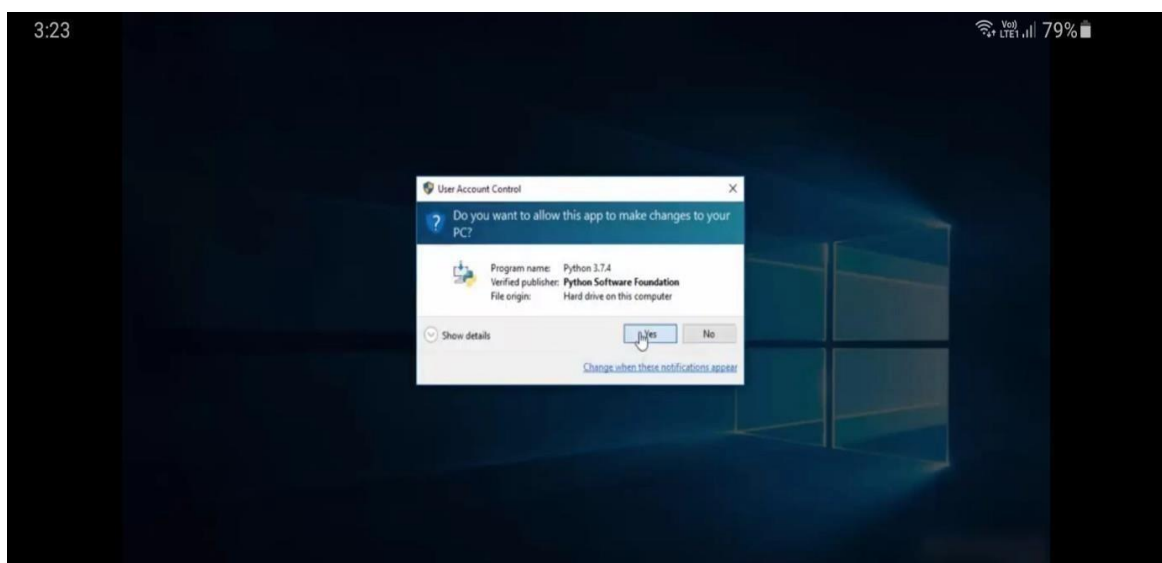 3:23
Vo)) LTE1 79%
User Account Control
Do you want to allow this app to make changes to your
PC?
Program name: Python 3.7.4
Verified publisher: Python Software Foundation
File origin: Hard drive on this computer
Show details
Yes No
Change when these notifications appear